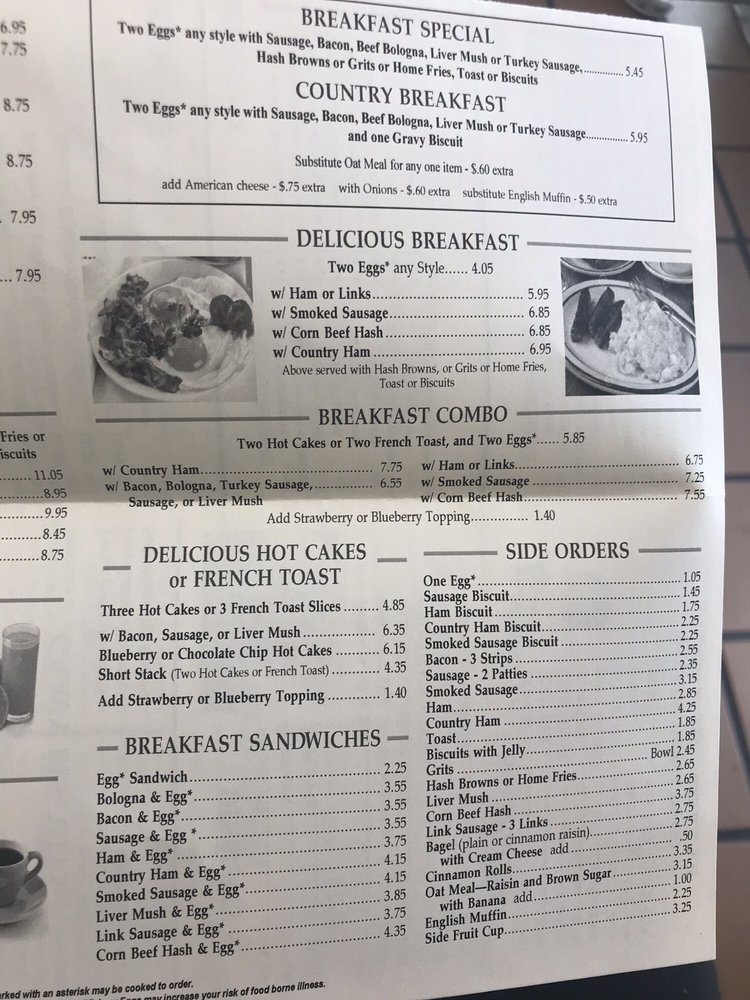 6.95
7.75
8.75
8.75
7.95
...7.95
Fries or
iscuits
11.05
8.95
9.95
8.45
8.75
BREAKFAST SPECIAL
Two Eggs* any style with Sausage, Bacon, Beef Bologna, Liver Mush or Turkey Sausage,.............. 5.45
Hash Browns or Grits or Home Fries, Toast or Biscuits
COUNTRY BREAKFAST
Two Eggs* any style with Sausage, Bacon, Beef Bologna, Liver Mush or Turkey Sausage............... 5.95
and one Gravy Biscuit
Substitute Oat Meal for any one item - $.60 extra
add American cheese - $.75 extra with Onions - $.60 extra substitute English Muffin - $.50 extra
DELICIOUS BREAKFAST
Two Eggs* any Style...... 4.05
w/ Ham or Links........ 5.95
w/ Smoked Sausage........ 6.85
w/ Corn Beef Hash ........ 6.85
w/ Country Ham ........ 6.95
Above served with Hash Browns, or Grits or Home Fries,
Toast or Biscuits
BREAKFAST COMBO
Two Hot Cakes or Two French Toast, and Two Eggs*...... 5.85
w/ Country Ham........ 7.75
w/ Bacon, Bologna, Turkey Sausage,........ 6.55
Sausage, or Liver Mush
w/ Ham or Links........ 6.75
w/ Smoked Sausage ........ 7.25
w/ Corn Beef Hash........ 7.55
Add Strawberry or Blueberry Topping............... 1.40
DELICIOUS HOT CAKES
or FRENCH TOAST
Three Hot Cakes or 3 French Toast Slices ......... 4.85
w/ Bacon, Sausage, or Liver Mush ........ 6.35
Blueberry or Chocolate Chip Hot Cakes ........ 6.15
Short Stack (Two Hot Cakes or French Toast) ........ 4.35
Add Strawberry or Blueberry Topping ........ 1.40
BREAKFAST SANDWICHES
Egg* Sandwich........ 2.25
Bologna & Egg*........ 3.55
Bacon & Egg*........ 3.55
Sausage & Egg *........ 3.55
Ham & Egg* ........ 3.75
Country Ham & Egg*........ 4.15
Smoked Sausage & Egg*........ 4.15
Liver Mush & Egg*........ 3.85
Link Sausage & Egg* ........ 3.75
Corn Beef Hash & Egg*........ 4.35
SIDE ORDERS
One Egg*........ 1.05
Sausage Biscuit........ 1.45
Ham Biscuit ........ 1.75
Country Ham Biscuit........ 2.25
Smoked Sausage Biscuit ........ 2.25
Bacon - 3 Strips ........ 2.55
Sausage - 2 Patties ........ 2.35
Smoked Sausage........ 3.15
Ham........ 2.85
Country Ham ........ 4.25
Toast........ 1.85
Biscuits with Jelly........ 1.85
Grits ........ Bowl 2.45
Hash Browns or Home Fries........ 2.65
Liver Mush ........ 2.65
Corn Beef Hash ........ 3.75
Link Sausage - 3 Links ........ 2.75
Bagel (plain or cinnamon raisin)........ 2.75
with Cream Cheese add ........ .50
Cinnamon Rolls........ 3.35
Oat Meal—Raisin and Brown Sugar........ 3.15
with Banana add........ 1.00
English Muffin........ 2.25
Side Fruit Cup........ 3.25
arked with an asterisk may be cooked to order.
Eggs may increase your risk of food borne illness.